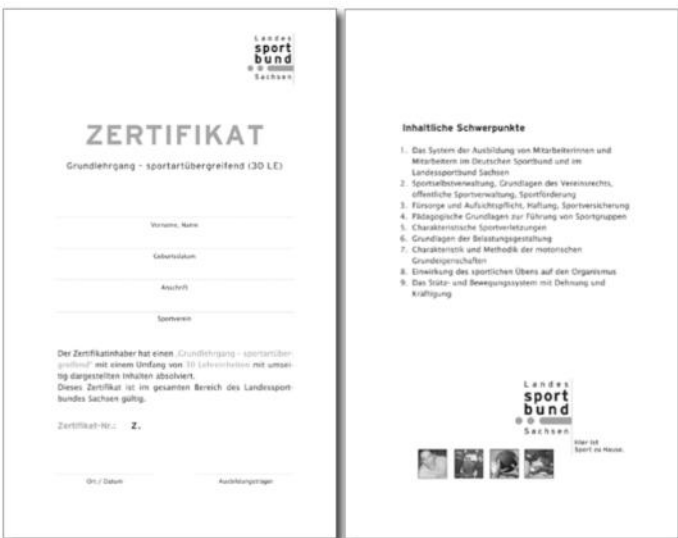 Landes
sport
bund
Sachsen
ZERTIFIKAT
Grundlehrgang - sportartübergreifend (30 LE)
Vorname, Name
Geburtsdatum
Anschrift
Sportverein
Der Zertifikatinhaber hat einen „Grundlehrgang - sportartüber-
greifend" mit einem Umfang von 30 Lehreinheiten mit umsei-
tig dargestellten Inhalten absolviert.
Dieses Zertifikat ist im gesamten Bereich des Landessport-
bundes Sachsen gültig.
Zertifikat-Nr.: Z.
Ort / Datum
Ausbildungsträger
Inhaltliche Schwerpunkte
1. Das System der Ausbildung von Mitarbeiterinnen und
Mitarbeitern im Deutschen Sportbund und im
Landessportbund Sachsen
2. Sportselbstverwaltung, Grundlagen des Vereinsrechts,
öffentliche Sportverwaltung, Sportförderung
3. Fürsorge und Aufsichtspflicht, Haftung, Sportversicherung
4. Pädagogische Grundlagen zur Führung von Sportgruppen
5. Charakteristische Sportverletzungen
6. Grundlagen der Belastungsgestaltung
7. Charakteristik und Methodik der motorischen
Grundeigenschaften
8. Einwirkung des sportlichen Übens auf den Organismus
9. Das Stütz- und Bewegungssystem mit Dehnung und
Kräftigung
Landes
sport
bund
Sachsen
Hier ist
Sport zu Hause.